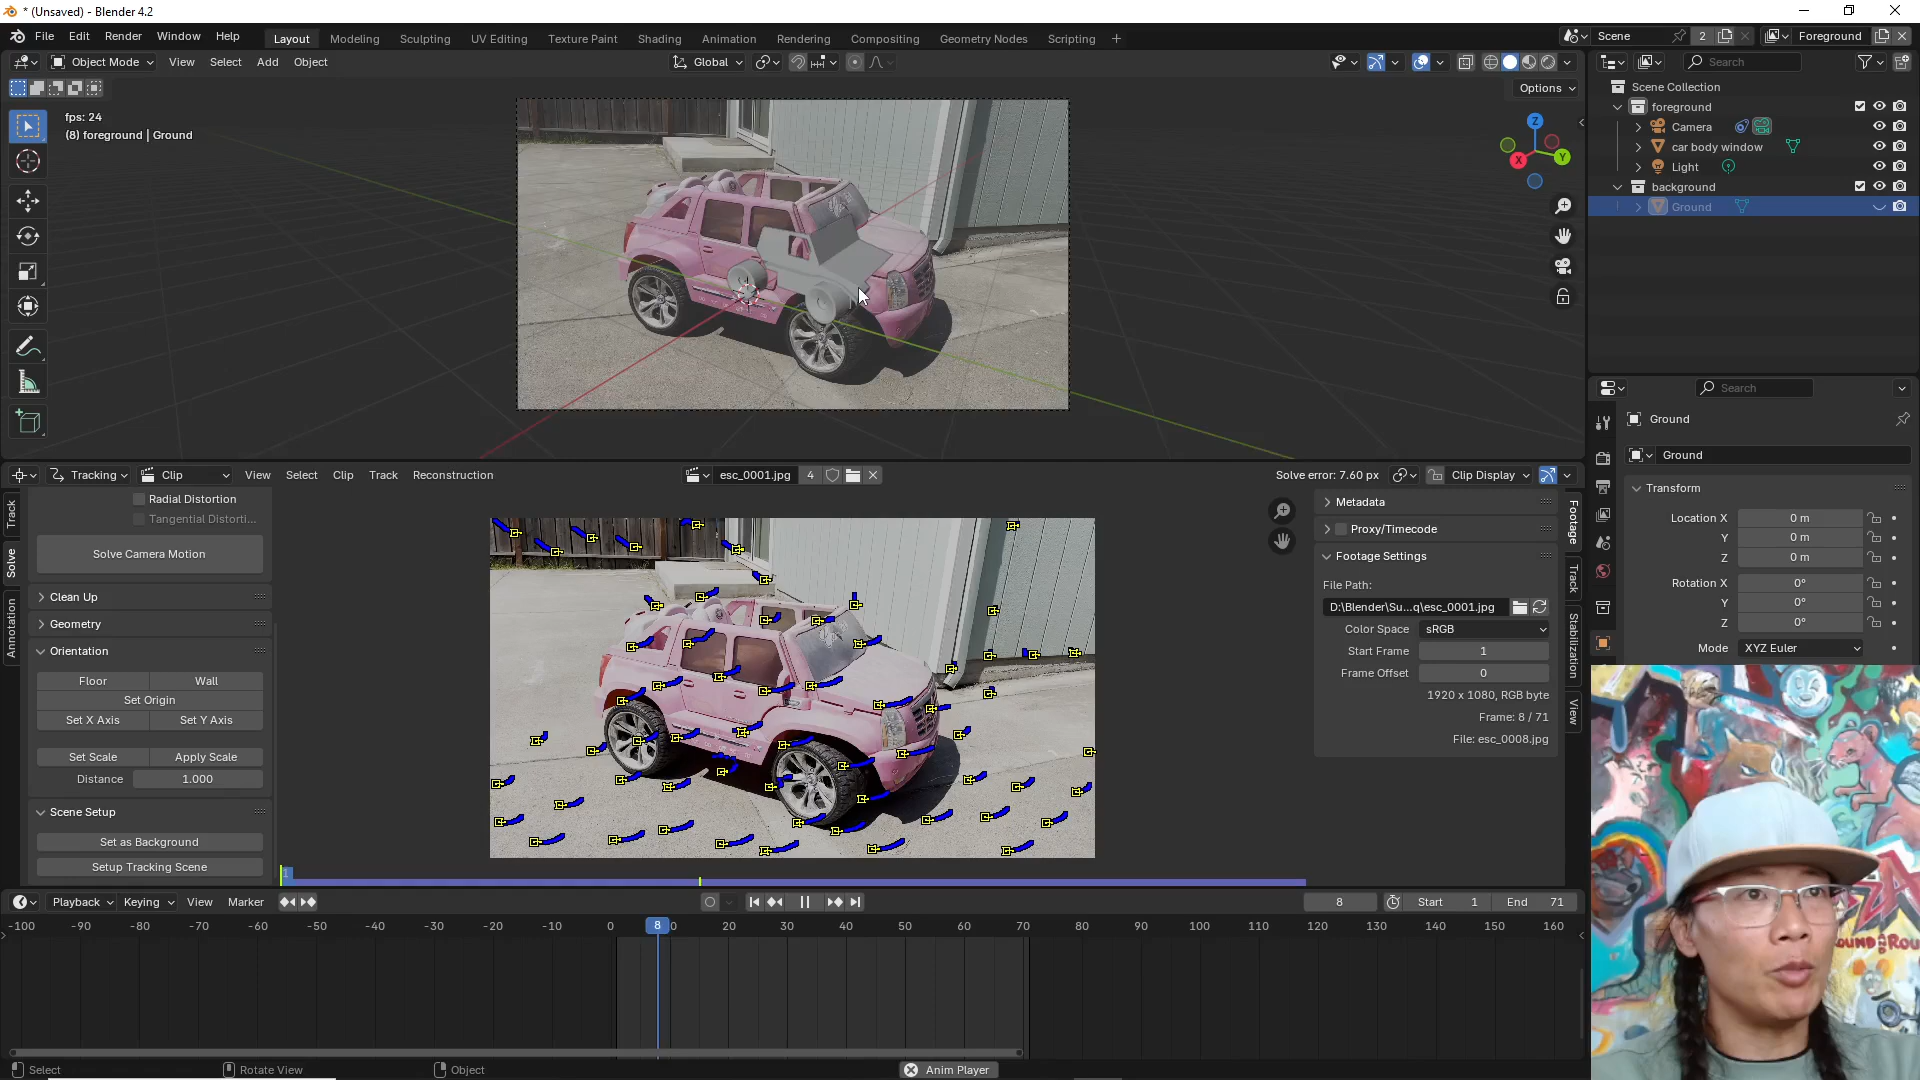 * (Unsaved) - Blender 4.2
File Edit Render Window Help
Layout Modeling Sculpting UV Editing Texture Paint Shading Animation Rendering Compositing Geometry Nodes Scripting +
Scene 2 Foreground
Object Mode View Select Add Object
Global
Search
Options
fps: 24
(8) foreground | Ground
Z
X
Y
Scene Collection
foreground
Camera
car body window
Light
background
Ground
Search
Ground
Ground
Transform
Location X 0 m
Y 0 m
Z 0 m
Rotation X 0°
Y 0°
Z 0°
Mode XYZ Euler
Tracking Clip View Select Clip Track Reconstruction
esc_0001.jpg 4
Solve error: 7.60 px
Clip Display
Track
Solve
Annotation
Radial Distortion
Tangential Distorti...
Solve Camera Motion
Clean Up
Geometry
Orientation
Floor Wall
Set Origin
Set X Axis Set Y Axis
Set Scale Apply Scale
Distance 1.000
Scene Setup
Set as Background
Setup Tracking Scene
1
Metadata
Proxy/Timecode
Footage Settings
File Path:
D:\Blender\Su...q\esc_0001.jpg
Color Space sRGB
Start Frame 1
Frame Offset 0
1920 x 1080, RGB byte
Frame: 8 / 71
File: esc_0008.jpg
Footage
Track
Stabilization
View
Playback Keying View Marker
8 Start 1 End 71
-100 -90 -80 -70 -60 -50 -40 -30 -20 -10 0 8 0 20 30 40 50 60 70 80 90 100 110 120 130 140 150 160
Select Rotate View Object Anim Player